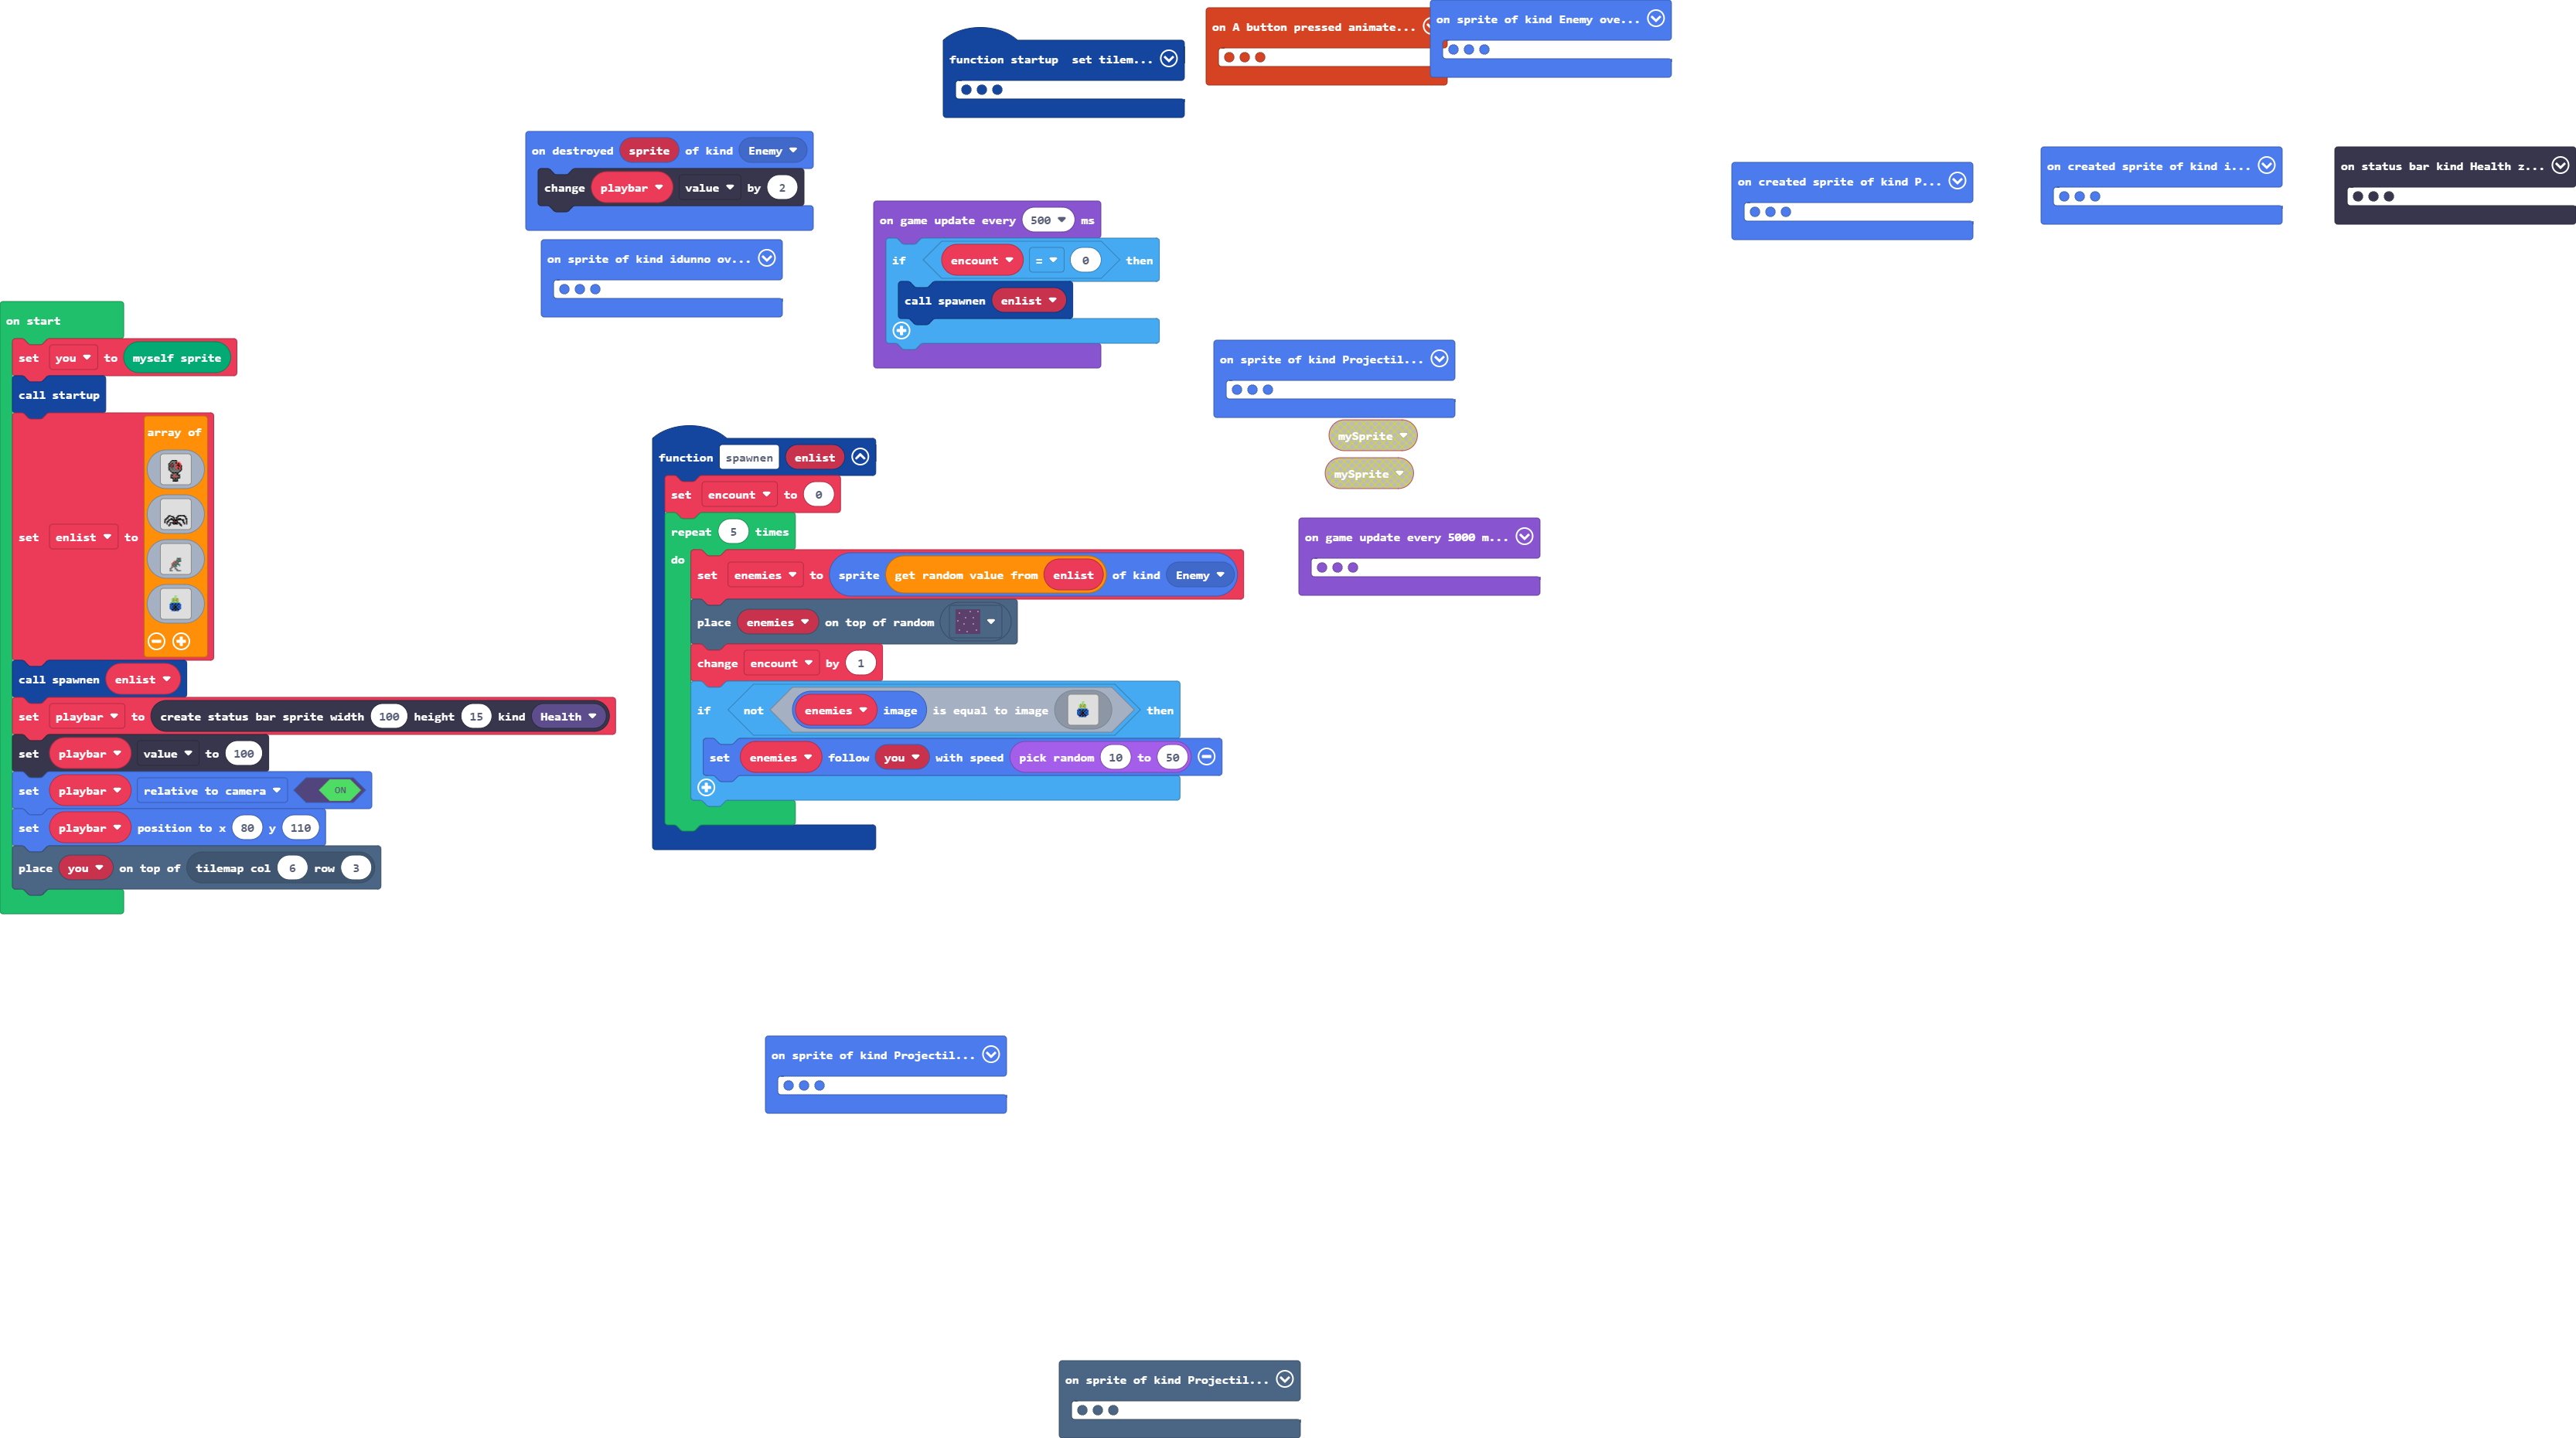 function startup set tilem...
on A button pressed animate...
on sprite of kind Enemy ove...
on destroyed sprite of kind Enemy
change playbar value by 2
on sprite of kind idunno ov...
on game update every 500 ms
if encount = 0 then
call spawnen enlist
on created sprite of kind P...
on created sprite of kind i...
on status bar kind Health z...
on start
set you to myself sprite
call startup
set enlist to array of
call spawnen enlist
set playbar to create status bar sprite width 100 height 15 kind Health
set playbar value to 100
set playbar relative to camera ON
set playbar position to x 80 y 110
place you on top of tilemap col 6 row 3
on sprite of kind Projectil...
mySprite
mySprite
on game update every 5000 m...
function spawnen enlist
set encount to 0
repeat 5 times
do
set enemies to sprite get random value from enlist of kind Enemy
place enemies on top of random
change encount by 1
if not enemies image is equal to image then
set enemies follow you with speed pick random 10 to 50
on sprite of kind Projectil...
on sprite of kind Projectil...